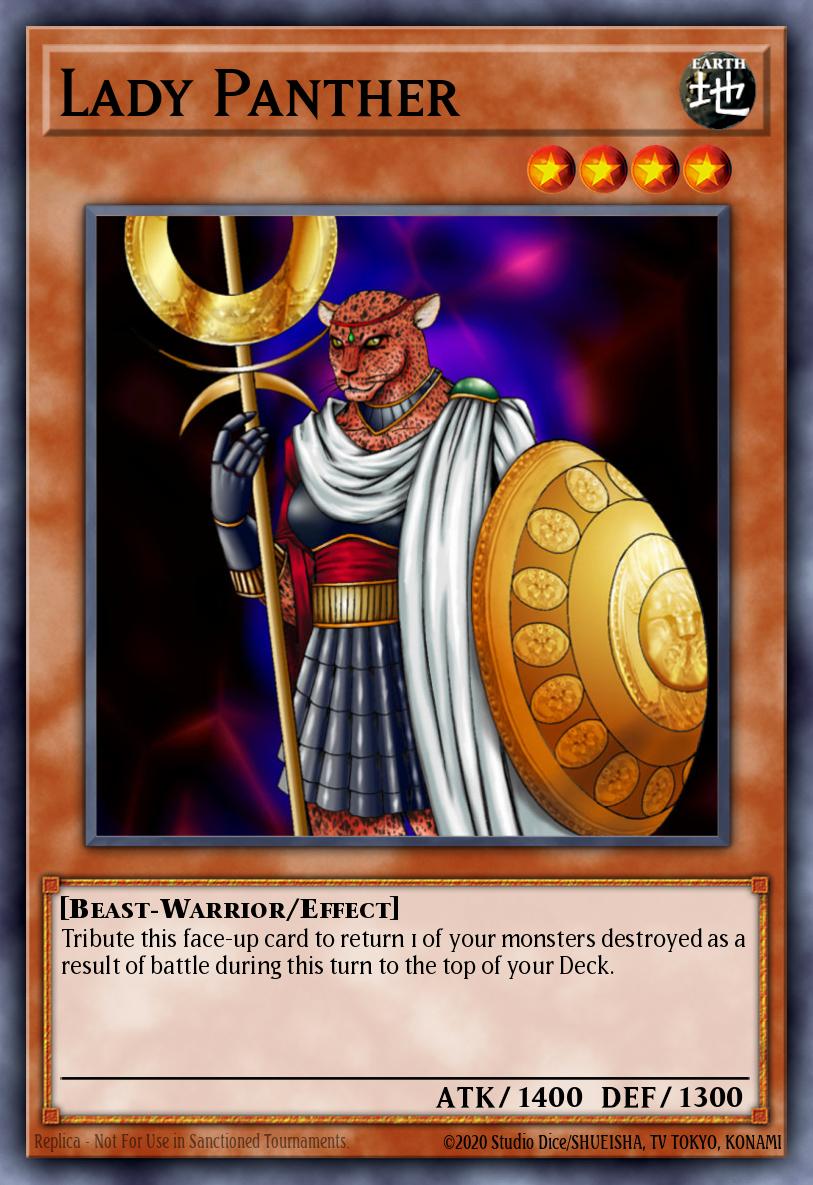 Lady Panther
EARTH
地
[Beast-Warrior/Effect]
Tribute this face-up card to return 1 of your monsters destroyed as a
result of battle during this turn to the top of your Deck.
ATK/1400 DEF/1300
Replica - Not For Use in Sanctioned Tournaments.
©2020 Studio Dice/SHUEISHA, TV TOKYO, KONAMI